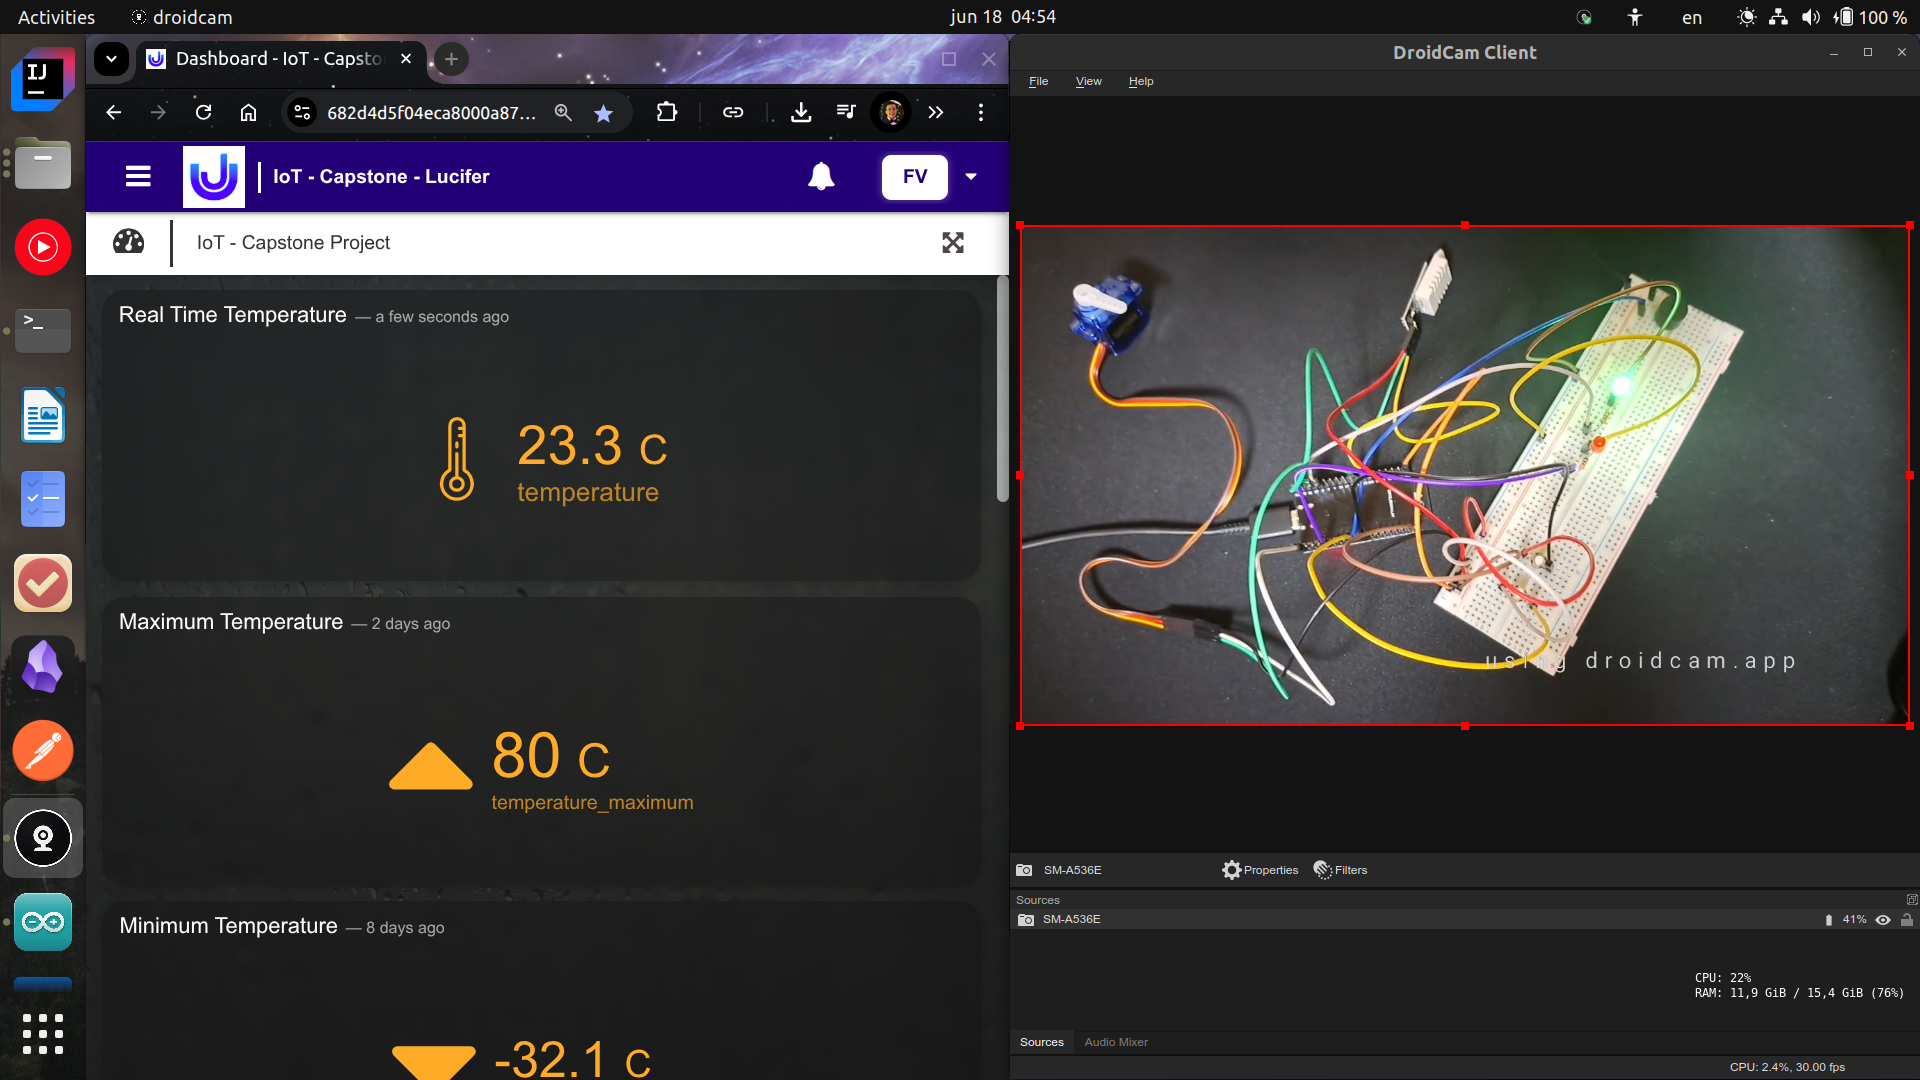 Activities
droidcam
jun 18 04:54
en
100 %
Dashboard - IoT - Capsto
682d4d5f04eca8000a87...
IoT - Capstone - Lucifer
FV
IoT - Capstone Project
Real Time Temperature — a few seconds ago
23.3 C
temperature
Maximum Temperature — 2 days ago
80 C
temperature_maximum
Minimum Temperature — 8 days ago
-32.1 C
DroidCam Client
File View Help
using droidcam.app
SM-A536E
Properties
Filters
Sources
SM-A536E
41%
CPU: 22%
RAM: 11,9 GiB / 15,4 GiB (76%)
Sources
Audio Mixer
CPU: 2.4%, 30.00 fps
IJ
>_